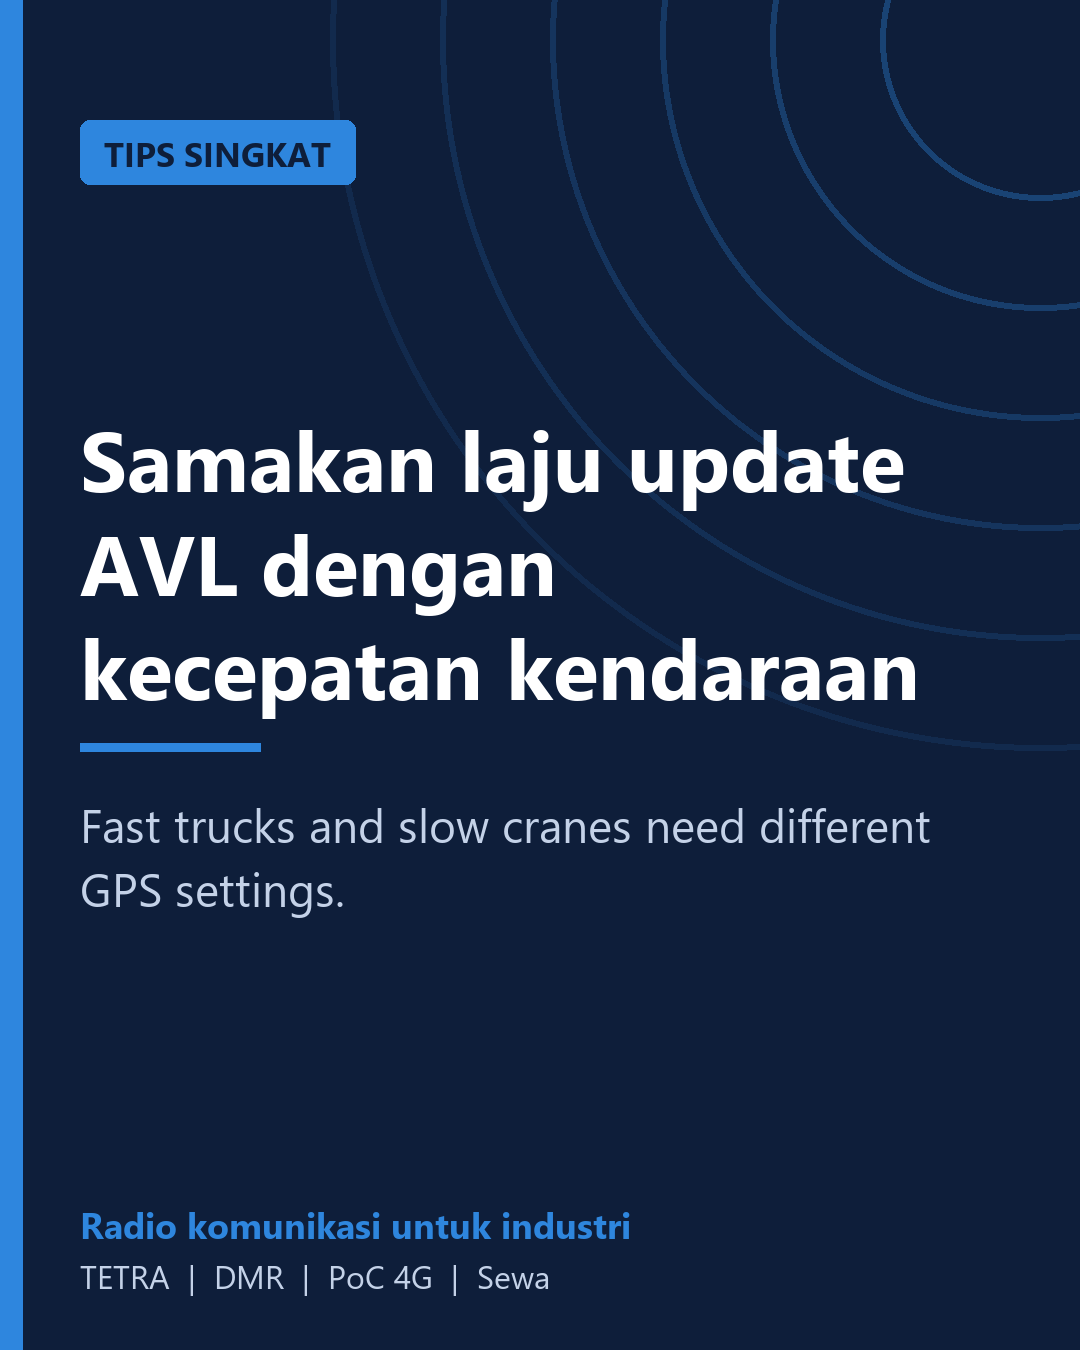 TIPS SINGKAT
Samakan laju update
AVL dengan
kecepatan kendaraan
Fast trucks and slow cranes need different
GPS settings.
Radio komunikasi untuk industri
TETRA | DMR | PoC 4G | Sewa